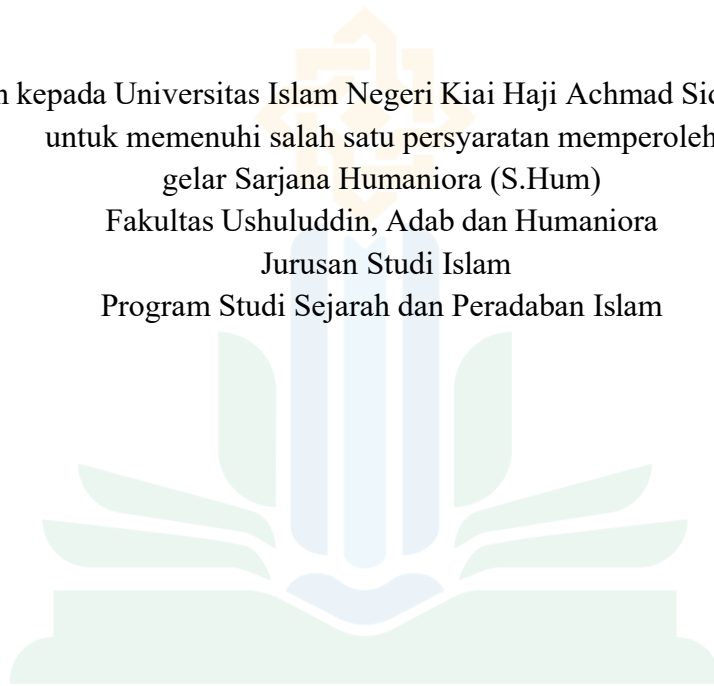 kepada Universitas Islam Negeri Kiai Haji Achmad
untuk memenuhi salah satu persyaratan memperoleh
gelar Sarjana Humaniora (S.Hum)
Fakultas Ushuluddin, Adab dan Humaniora
Jurusan Studi Islam
Program Studi Sejarah dan Peradaban Islam